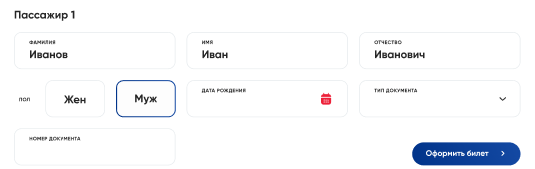 Пассажир 1
ФАМИЛИЯ
Иванов
ИМЯ
Иван
ОТЧЕСТВО
Иванович
ПОЛ
Жен
Муж
ДАТА РОЖДЕНИЯ
ТИП ДОКУМЕНТА
НОМЕР ДОКУМЕНТА
Оформить билет